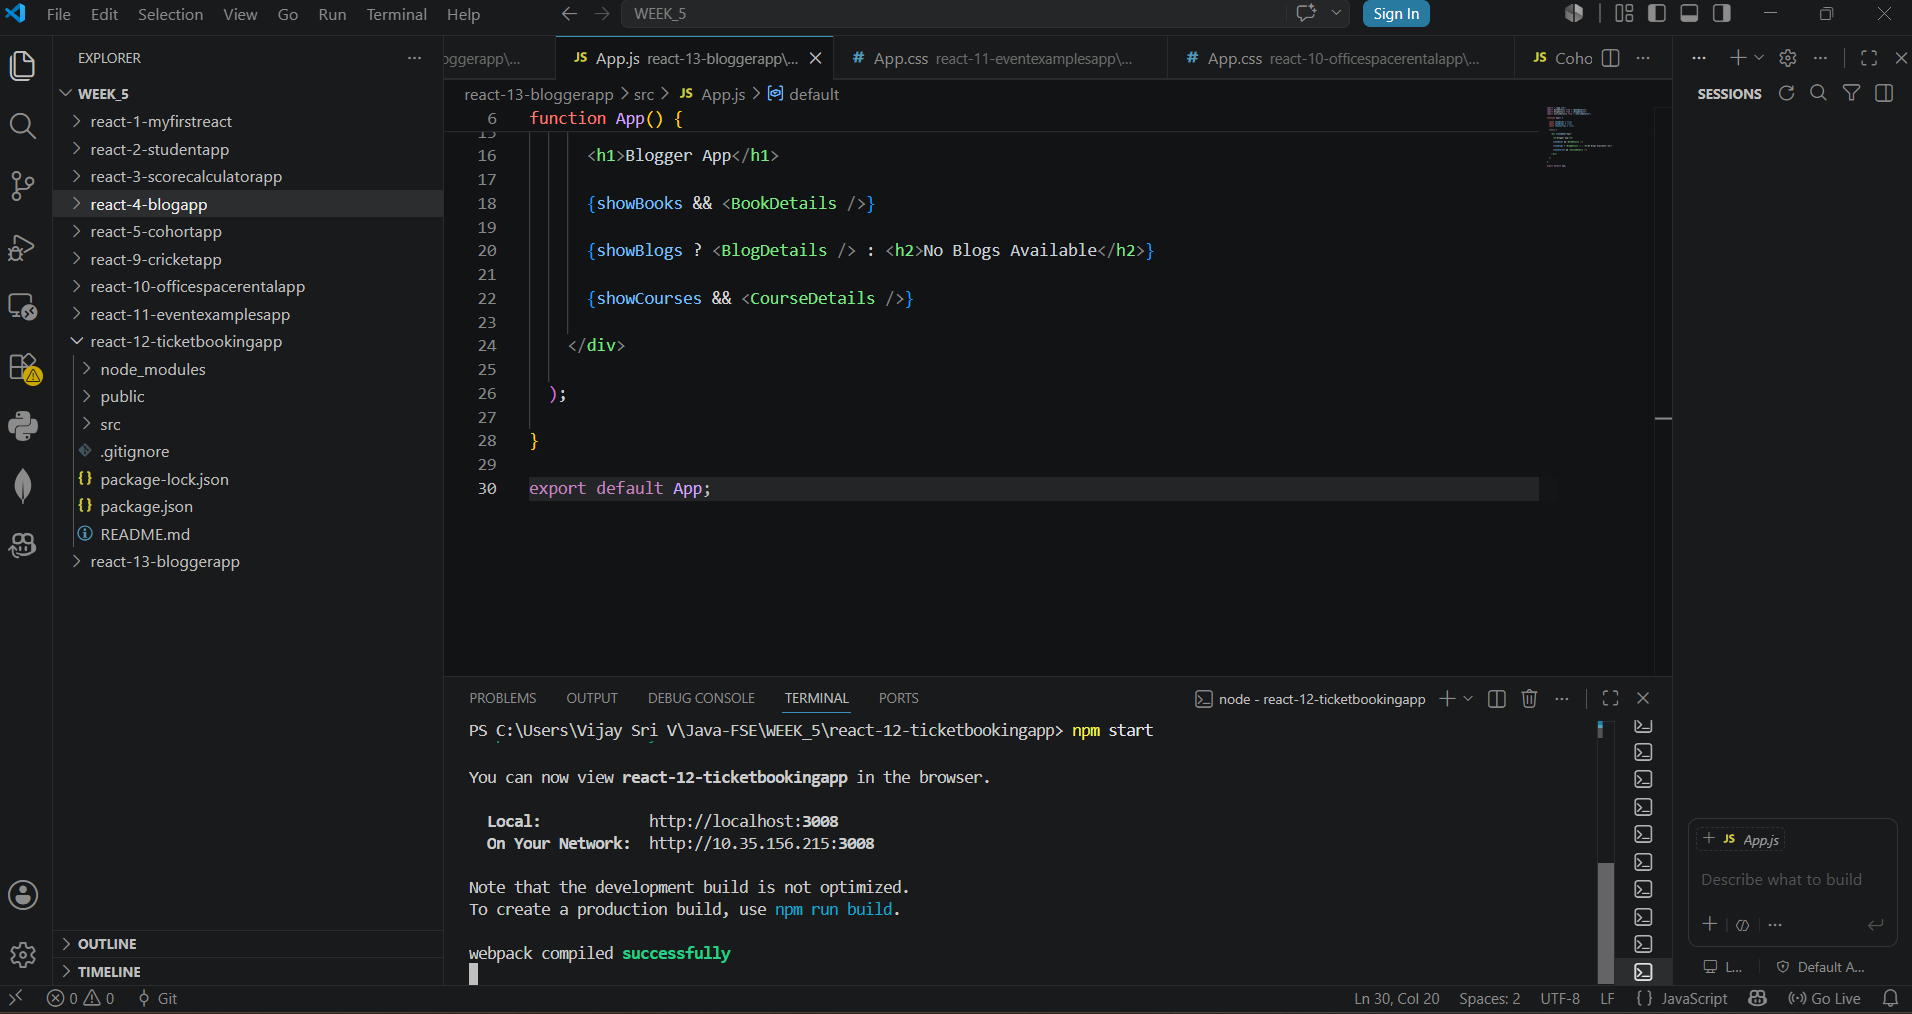 File Edit Selection View Go Run Terminal Help
WEEK_5
Sign In
EXPLORER
WEEK_5
react-1-myfirstreact
react-2-studentapp
react-3-scorecalculatorapp
react-4-blogapp
react-5-cohortapp
react-9-cricketapp
react-10-officespacerentalapp
react-11-eventexamplesapp
react-12-ticketbookingapp
node_modules
public
src
.gitignore
{} package-lock.json
{} package.json
README.md
react-13-bloggerapp
OUTLINE
TIMELINE
oggerapp\...
JS App.js react-13-bloggerapp\...
# App.css react-11-eventexamplesapp\...
# App.css react-10-officespacerentalapp\...
JS Coho
react-13-bloggerapp > src > JS App.js > default
6 function App() {
15
16 <h1>Blogger App</h1>
17
18 {showBooks && <BookDetails />}
19
20 {showBlogs ? <BlogDetails /> : <h2>No Blogs Available</h2>}
21
22 {showCourses && <CourseDetails />}
23
24 </div>
25
26 );
27
28 }
29
30 export default App;
PROBLEMS OUTPUT DEBUG CONSOLE TERMINAL PORTS
node - react-12-ticketbookingapp
PS C:\Users\Vijay Sri V\Java-FSE\WEEK_5\react-12-ticketbookingapp> npm start
You can now view react-12-ticketbookingapp in the browser.
Local: http://localhost:3008
On Your Network: http://10.35.156.215:3008
Note that the development build is not optimized.
To create a production build, use npm run build.
webpack compiled successfully
SESSIONS
JS App.js
Describe what to build
L...
Default A...
0 0
Git
Ln 30, Col 20
Spaces: 2
UTF-8
LF
{} JavaScript
Go Live